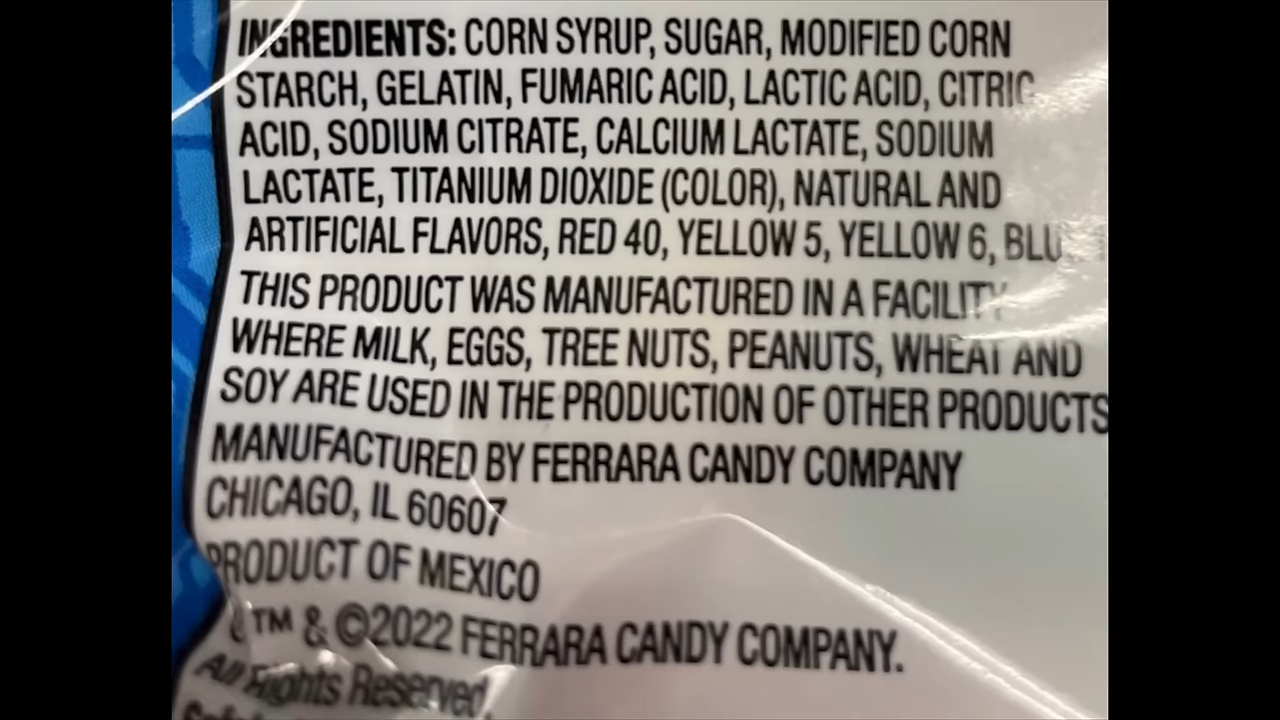 INGREDIENTS: CORN SYRUP, SUGAR, MODIFIED CORN
STARCH, GELATIN, FUMARIC ACID, LACTIC ACID, CITRIC
ACID, SODIUM CITRATE, CALCIUM LACTATE, SODIUM
LACTATE, TITANIUM DIOXIDE (COLOR), NATURAL AND
ARTIFICIAL FLAVORS, RED 40, YELLOW 5, YELLOW 6,
THIS PRODUCT WAS MANUFACTURED IN A FACILITY
WHERE MILK, EGGS, TREE NUTS, PEANUTS, WHEAT AND
SOY ARE USED IN THE PRODUCTION OF OTHER PRODUCTS
MANUFACTURED BY FERRARA CANDY COMPANY
CHICAGO, IL 60607
PRODUCT OF MEXICO
™ & ©2022 FERRARA CANDY COMPANY.
All Rights Reserved.